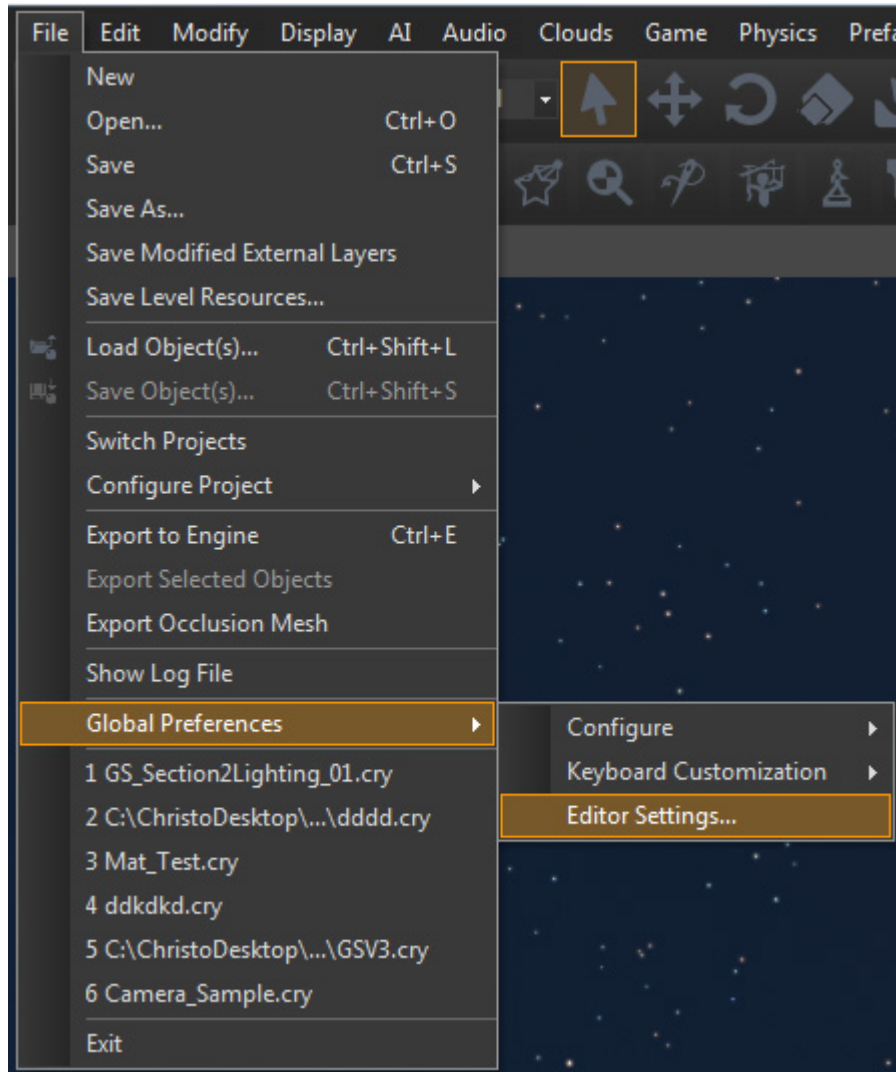 File Edit Modify Display AI Audio Clouds Game Physics
New
Open... Ctrl+O
Save Ctrl+S
Save As...
Save Modified External Layers
Save Level Resources...
Load Object(s)... Ctrl+Shift+L
Save Object(s)... Ctrl+Shift+S
Switch Projects
Configure Project
Export to Engine Ctrl+E
Export Selected Objects
Export Occlusion Mesh
Show Log File
Global Preferences
Configure
Keyboard Customization
Editor Settings...
1 GS_Section2Lighting_01.cry
2 C:\ChristoDesktop\...\dddd.cry
3 Mat_Test.cry
4 ddkdkd.cry
5 C:\ChristoDesktop\...\GSV3.cry
6 Camera_Sample.cry
Exit